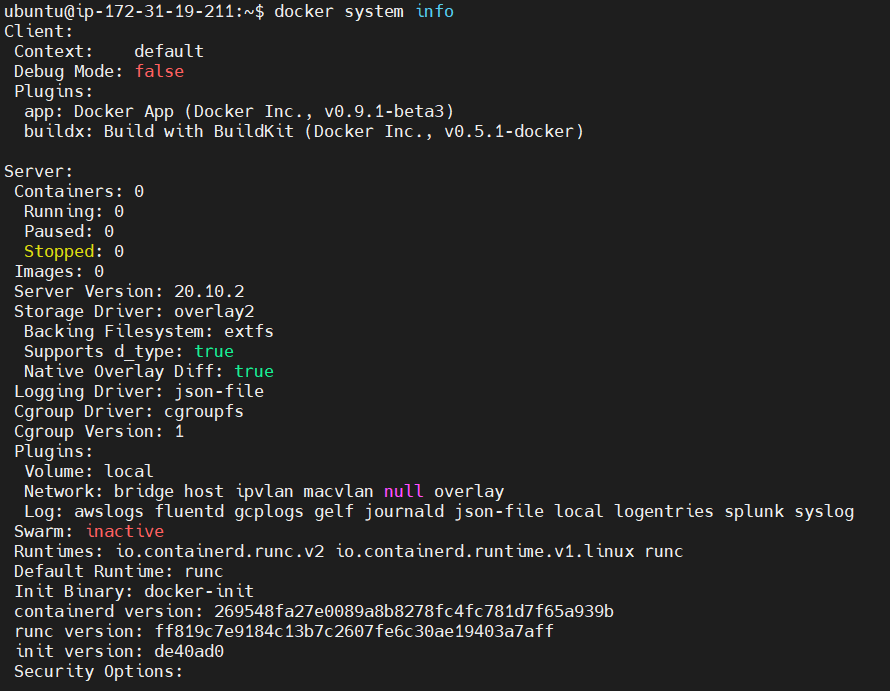 ubuntu@ip-172-31-19-211:~$ docker system info
Client:
 Context:    default
 Debug Mode: false
 Plugins:
  app: Docker App (Docker Inc., v0.9.1-beta3)
  buildx: Build with BuildKit (Docker Inc., v0.5.1-docker)

Server:
 Containers: 0
  Running: 0
  Paused: 0
  Stopped: 0
 Images: 0
 Server Version: 20.10.2
 Storage Driver: overlay2
  Backing Filesystem: extfs
  Supports d_type: true
  Native Overlay Diff: true
 Logging Driver: json-file
 Cgroup Driver: cgroupfs
 Cgroup Version: 1
 Plugins:
  Volume: local
  Network: bridge host ipvlan macvlan null overlay
  Log: awslogs fluentd gcplogs gelf journald json-file local logentries splunk syslog
 Swarm: inactive
 Runtimes: io.containerd.runc.v2 io.containerd.runtime.v1.linux runc
 Default Runtime: runc
 Init Binary: docker-init
 containerd version: 269548fa27e0089a8b8278fc4fc781d7f65a939b
 runc version: ff819c7e9184c13b7c2607fe6c30ae19403a7aff
 init version: de40ad0
 Security Options: